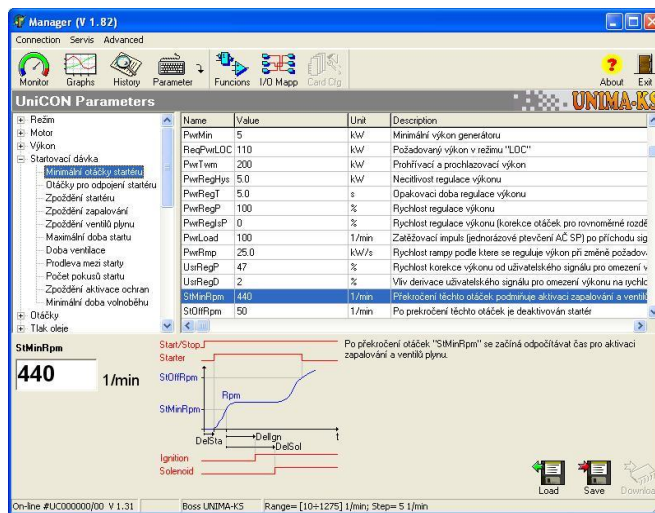 Manager (V 1.82)
Connection Servis Advanced
Monitor Graphs History Parameter Funcions I/O Mapp Card Cfg About Exit
UniCON Parameters UNIMA-KS
Režim
Motor
Výkon
Startovací dávka
Minimální otáčky startéru
Otáčky pro odpojení startéru
Zpoždění startéru
Zpoždění zapalování
Zpoždění ventilů plynu
Maximální doba startu
Doba ventilace
Prodleva mezi starty
Počet pokusů startu
Zpoždění aktivace ochran
Minimální doba volnoběhu
Otáčky
Tlak oleje
Name Value Unit Description
PwrMin 5 kW Minimální výkon generátoru
ReqPwrLOC 110 kW Požadovaný výkon v režimu "LOC"
PwrTwm 200 kW Prohřívací a prochlazovací výkon
PwrRegHys 5.0 kW Necitlivost regulace výkonu
PwrRegT 5.0 s Opakovací doba regulace výkonu
PwrRegP 100 % Rychlost regulace výkonu
PwrRegIsP 0 % Rychlost regulace výkonu (korekce otáček pro rovnoměrné rozdě
PwrLoad 100 1/min Zatěžovací impuls (jednorázové ptevření AČ SP) po příchodu sig
PwrRmp 25.0 kW/s Rychlost rampy podle ktere se reguluje výkon při změně požadov
UsrRegP 47 % Rychlost korekce výkonu od uživatelského signálu pro omezení v
UsrRegD 2 % Vliv derivace uživatelského signálu pro omezení výkonu na rychlo
StMinRpm 440 1/min Překročení těchto otáček podmiňuje aktivaci zapalování a ventilů
StOffRpm 50 1/min Po prekročení těchto otáček je deaktivován startér
StMinRpm
440 1/min
Start/Stop
Starter
StOffRpm
Rpm
StMinRpm
DelSta
DelIgn
DelSol
t
Ignition
Solenoid
Po překročení otáček "StMinRpm" se začíná odpočítávat čas pro aktivaci
zapalování a ventilů plynu.
Load Save Downloa
On-line #UC000000/00 V 1.31 Boss UNIMA-KS Range= [10÷1275] 1/min; Step= 5 1/min